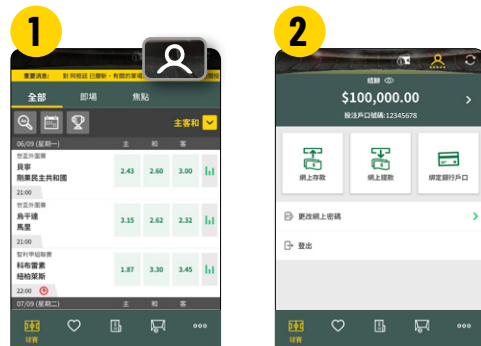 1
重要消息:
全部 即場 焦點
主客和
06/09 (星期一) 主 和 客
世盃外圍賽
貝寧
剛果民主共和國
2.43 2.60 3.00
21:00
世盃外圍賽
烏干達
馬里
3.15 2.62 2.32
21:00
智利甲組聯賽
科布雷素
紐柏萊斯
1.87 3.30 3.45
22:00
07/09 (星期二) 主 和 客
球賽
2
結餘
$100,000.00
投注戶口號碼:12345678
網上存款
網上提款
綁定銀行戶口
更改網上密碼
登出
球賽